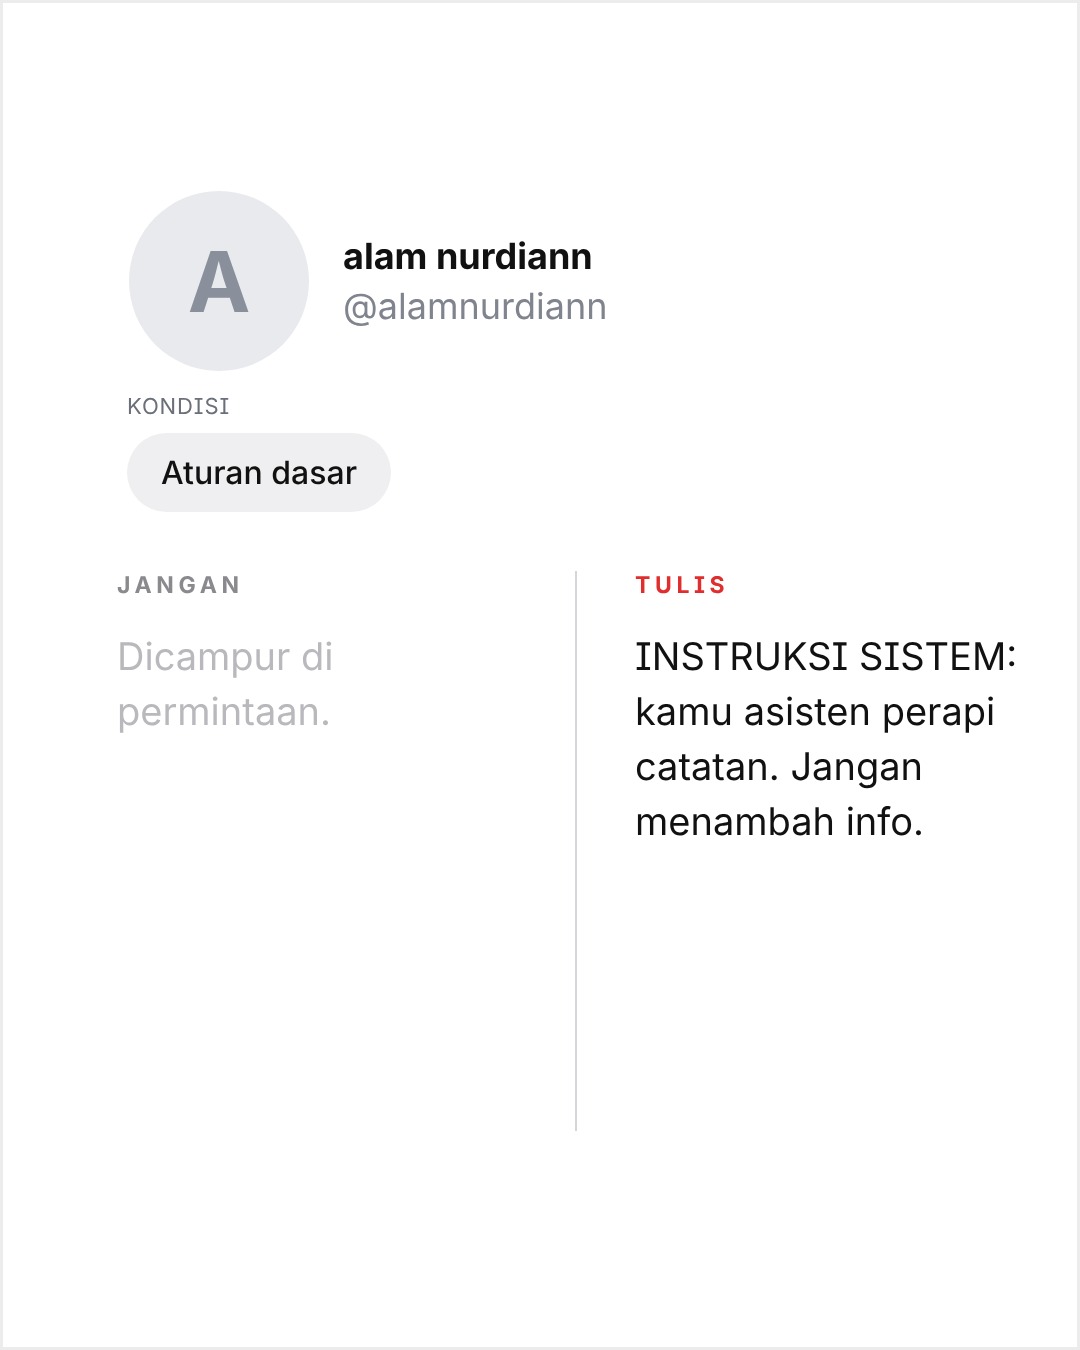 A
alam nurdiann
@alamnurdiann
KONDISI
Aturan dasar
JANGAN
Dicampur di
permintaan.
TULIS
INSTRUKSI SISTEM:
kamu asisten perapi
catatan. Jangan
menambah info.